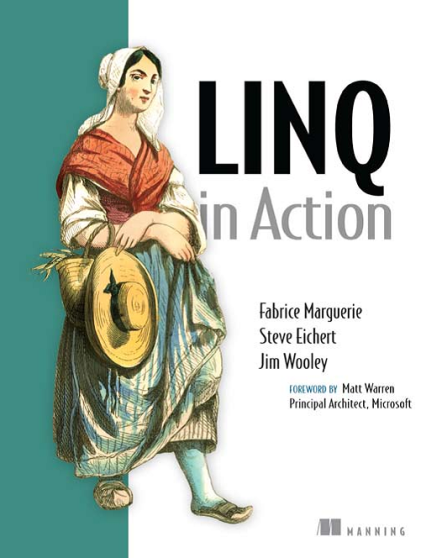 LINQ
in Action
Fabrice Marguerie
Steve Eichert
Jim Wooley
FOREWORD BY Matt Warren
Principal Architect, Microsoft
MANNING